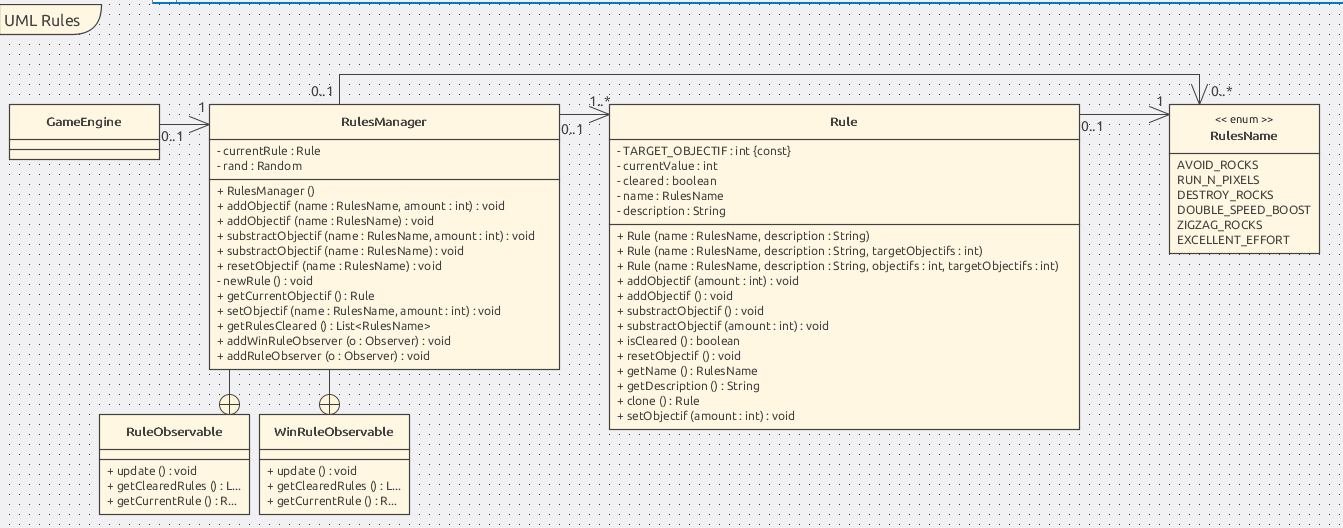 UML Rules
GameEngine
1
0..1
0..1
RulesManager
- currentRule : Rule
- rand : Random
+ RulesManager ()
+ addObjectif (name : RulesName, amount : int) : void
+ addObjectif (name : RulesName) : void
+ substractObjectif (name : RulesName, amount : int) : void
+ substractObjectif (name : RulesName) : void
+ resetObjectif (name : RulesName) : void
- newRule () : void
+ getCurrentObjectif () : Rule
+ setObjectif (name : RulesName, amount : int) : void
+ getRulesCleared () : List<RulesName>
+ addWinRuleObserver (o : Observer) : void
+ addRuleObserver (o : Observer) : void
1..*
0..1
Rule
- TARGET_OBJECTIF : int {const}
- currentValue : int
- cleared : boolean
- name : RulesName
- description : String
+ Rule (name : RulesName, description : String)
+ Rule (name : RulesName, description : String, targetObjectifs : int)
+ Rule (name : RulesName, description : String, objectifs : int, targetObjectifs : int)
+ addObjectif (amount : int) : void
+ addObjectif () : void
+ substractObjectif () : void
+ substractObjectif (amount : int) : void
+ isCleared () : boolean
+ resetObjectif () : void
+ getName () : RulesName
+ getDescription () : String
+ clone () : Rule
+ setObjectif (amount : int) : void
1
0..1
0..*
<< enum >>
RulesName
AVOID_ROCKS
RUN_N_PIXELS
DESTROY_ROCKS
DOUBLE_SPEED_BOOST
ZIGZAG_ROCKS
EXCELLENT_EFFORT
RuleObservable
+ update () : void
+ getClearedRules () : L...
+ getCurrentRule () : R...
WinRuleObservable
+ update () : void
+ getClearedRules () : L...
+ getCurrentRule () : R...